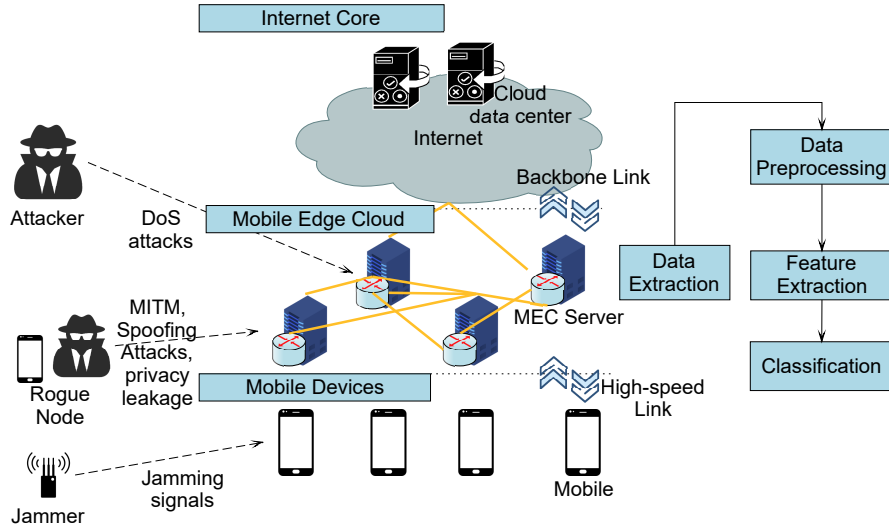 Internet Core
Cloud
data center
Internet
Attacker
DoS
attacks
Backbone Link
Mobile Edge Cloud
MITM,
Spoofing
Attacks,
privacy
leakage
Rogue
Node
MEC Server
Mobile Devices
High-speed
Link
Jamming
signals
Jammer
Mobile
Data
Extraction
Data
Preprocessing
Feature
Extraction
Classification